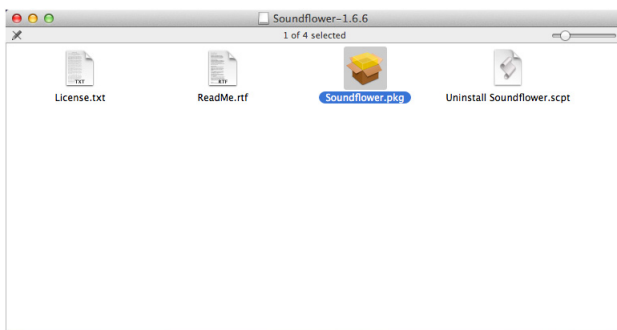 Soundflower-1.6.6
1 of 4 selected
TXT
RTF
License.txt
ReadMe.rtf
Soundflower.pkg
Uninstall Soundflower.scpt